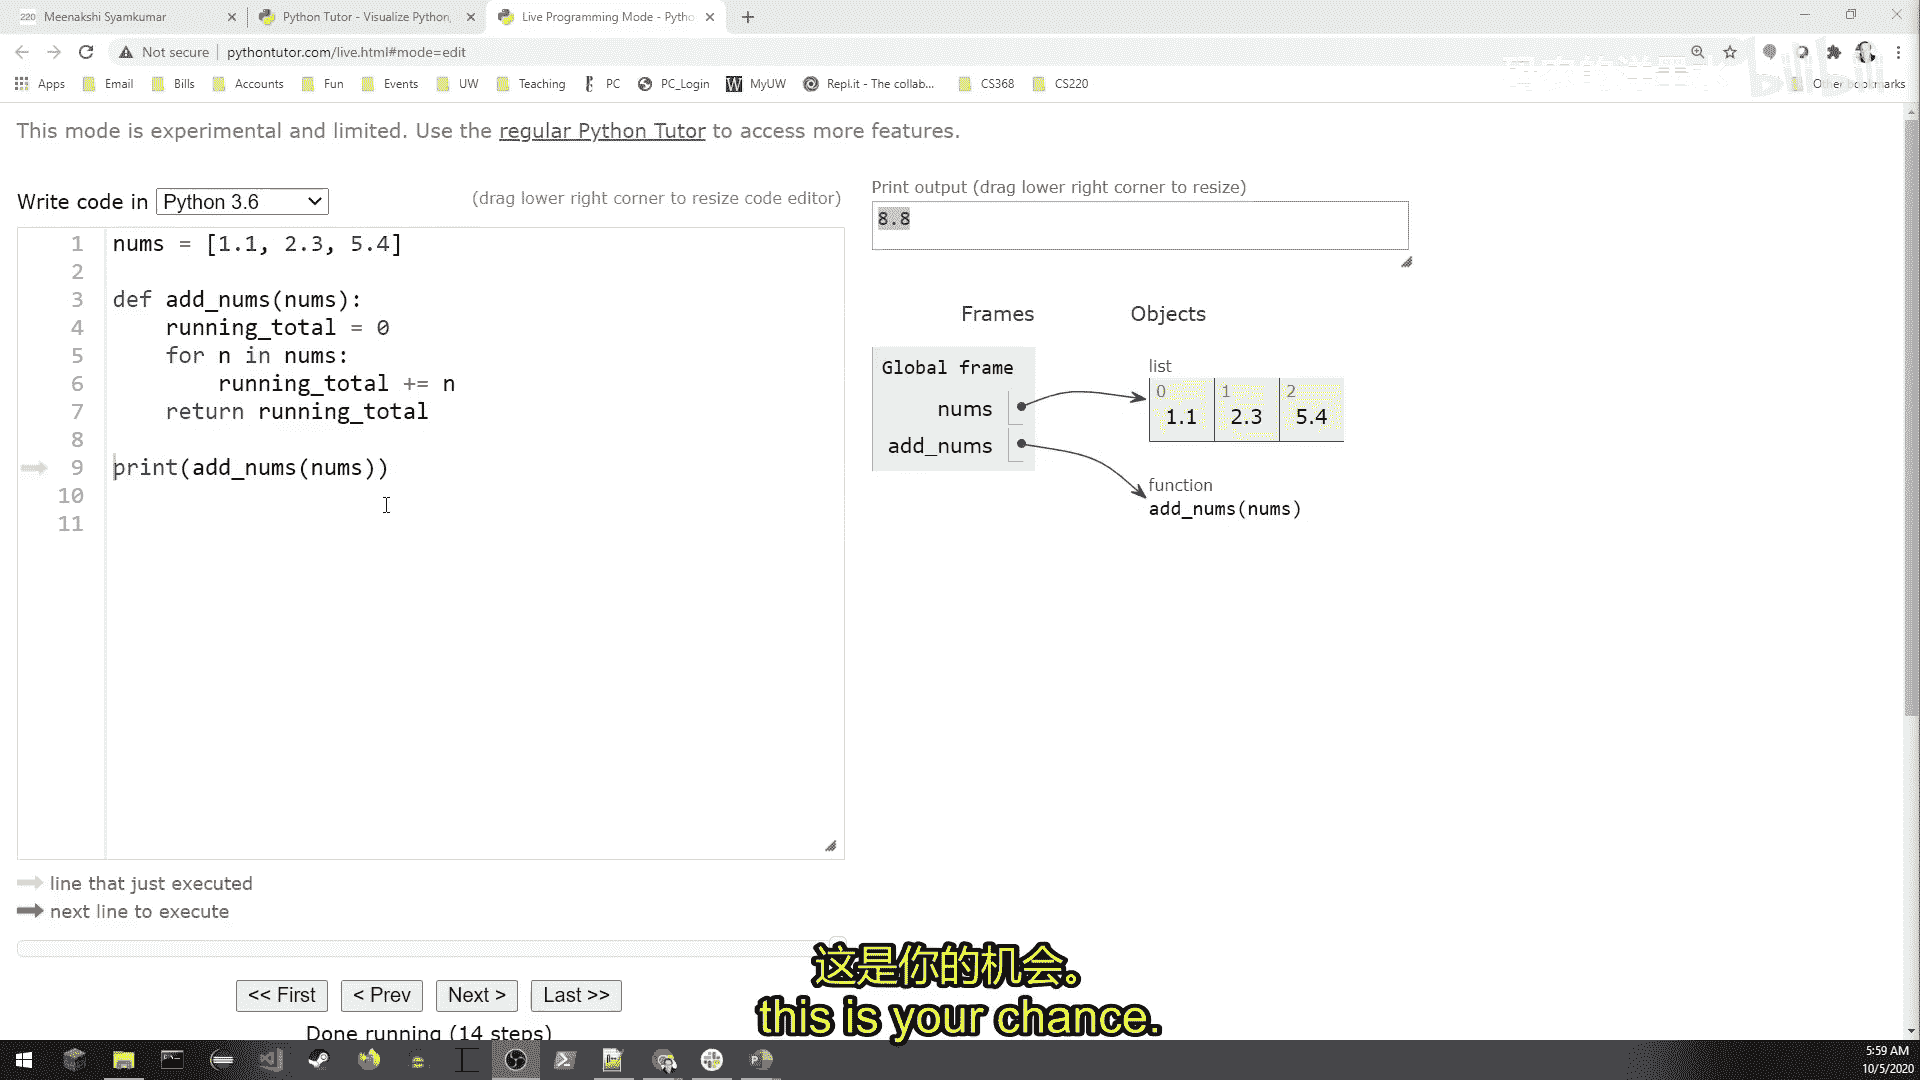 220 Meenakshi Syamkumar
Python Tutor - Visualize Python,
Live Programming Mode - Pytho
Not secure
pythontutor.com/live.html#mode=edit
Apps
Email
Bills
Accounts
Fun
Events
UW
Teaching
PC
PC_Login
MyUW
Repl.it - The collab...
CS368
CS220
Other bookmarks
This mode is experimental and limited. Use the regular Python Tutor to access more features.
Write code in Python 3.6
(drag lower right corner to resize code editor)
1 nums = [1.1, 2.3, 5.4]
2
3 def add_nums(nums):
4 running_total = 0
5 for n in nums:
6 running_total += n
7 return running_total
8
9 print(add_nums(nums))
10
11
Print output (drag lower right corner to resize)
8.8
Frames
Objects
Global frame
nums
add_nums
list
0 1 2
1.1 2.3 5.4
function
add_nums(nums)
line that just executed
next line to execute
<< First
< Prev
Next >
Last >>
Done running (14 steps)
这是你的机会。
this is your chance.
5:59 AM
10/5/2020